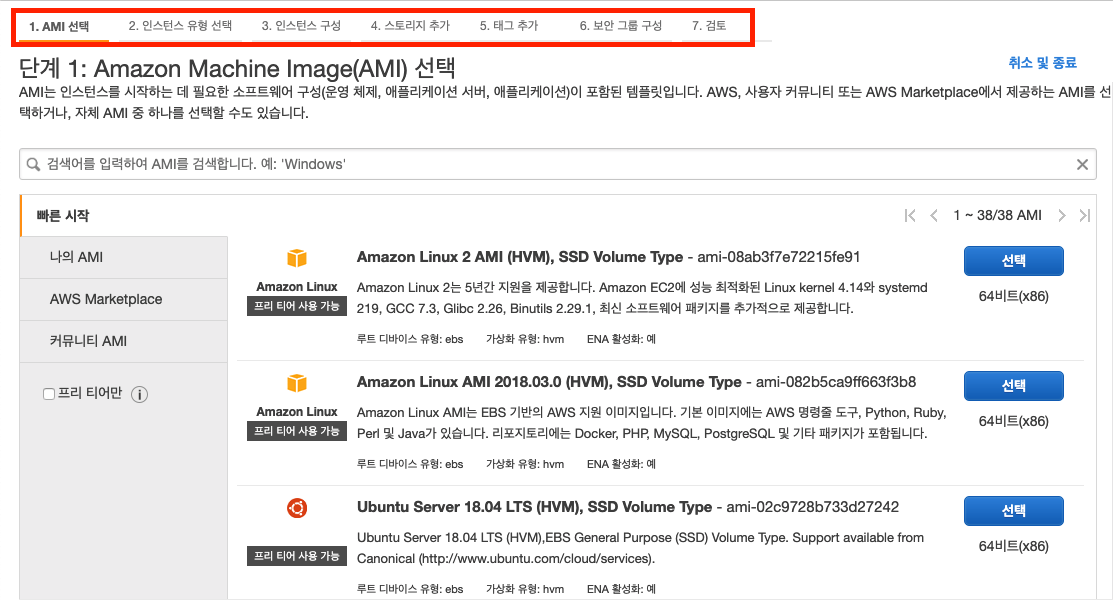 1. AMI 선택 2. 인스턴스 유형 선택 3. 인스턴스 구성 4. 스토리지 추가 5. 태그 추가 6. 보안 그룹 구성 7. 검토
단계 1: Amazon Machine Image(AMI) 선택
취소 및 종료
AMI는 인스턴스를 시작하는 데 필요한 소프트웨어 구성(운영 체제, 애플리케이션 서버, 애플리케이션)이 포함된 템플릿입니다. AWS, 사용자 커뮤니티 또는 AWS Marketplace에서 제공하는 AMI를 선
택하거나, 자체 AMI 중 하나를 선택할 수도 있습니다.
검색어를 입력하여 AMI를 검색합니다. 예: 'Windows'
빠른 시작
1 ~ 38/38 AMI
나의 AMI
AWS Marketplace
커뮤니티 AMI
프리 티어만
Amazon Linux
프리 티어 사용 가능
Amazon Linux 2 AMI (HVM), SSD Volume Type - ami-08ab3f7e72215fe91
Amazon Linux 2는 5년간 지원을 제공합니다. Amazon EC2에 성능 최적화된 Linux kernel 4.14와 systemd
219, GCC 7.3, Glibc 2.26, Binutils 2.29.1, 최신 소프트웨어 패키지를 추가적으로 제공합니다.
루트 디바이스 유형: ebs 가상화 유형: hvm ENA 활성화: 예
선택
64비트(x86)
Amazon Linux
프리 티어 사용 가능
Amazon Linux AMI 2018.03.0 (HVM), SSD Volume Type - ami-082b5ca9ff663f3b8
Amazon Linux AMI는 EBS 기반의 AWS 지원 이미지입니다. 기본 이미지에는 AWS 명령줄 도구, Python, Ruby,
Perl 및 Java가 있습니다. 리포지토리에는 Docker, PHP, MySQL, PostgreSQL 및 기타 패키지가 포함됩니다.
루트 디바이스 유형: ebs 가상화 유형: hvm ENA 활성화: 예
선택
64비트(x86)
프리 티어 사용 가능
Ubuntu Server 18.04 LTS (HVM), SSD Volume Type - ami-02c9728b733d27242
Ubuntu Server 18.04 LTS (HVM),EBS General Purpose (SSD) Volume Type. Support available from
Canonical (http://www.ubuntu.com/cloud/services).
루트 디바이스 유형: ebs 가상화 유형: hvm ENA 활성화: 예
선택
64비트(x86)